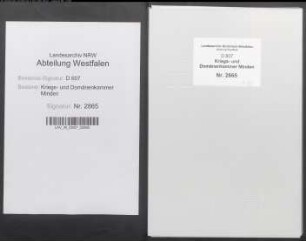 Landesarchiv NRW
Abteilung Westfalen
Bestands-Signatur: D 607
Bestand: Kriegs- und Domänenkammer
Minden
Signatur: Nr. 2865
D 607
Kriegs- und
Domänenkammer Minden
Nr. 2865